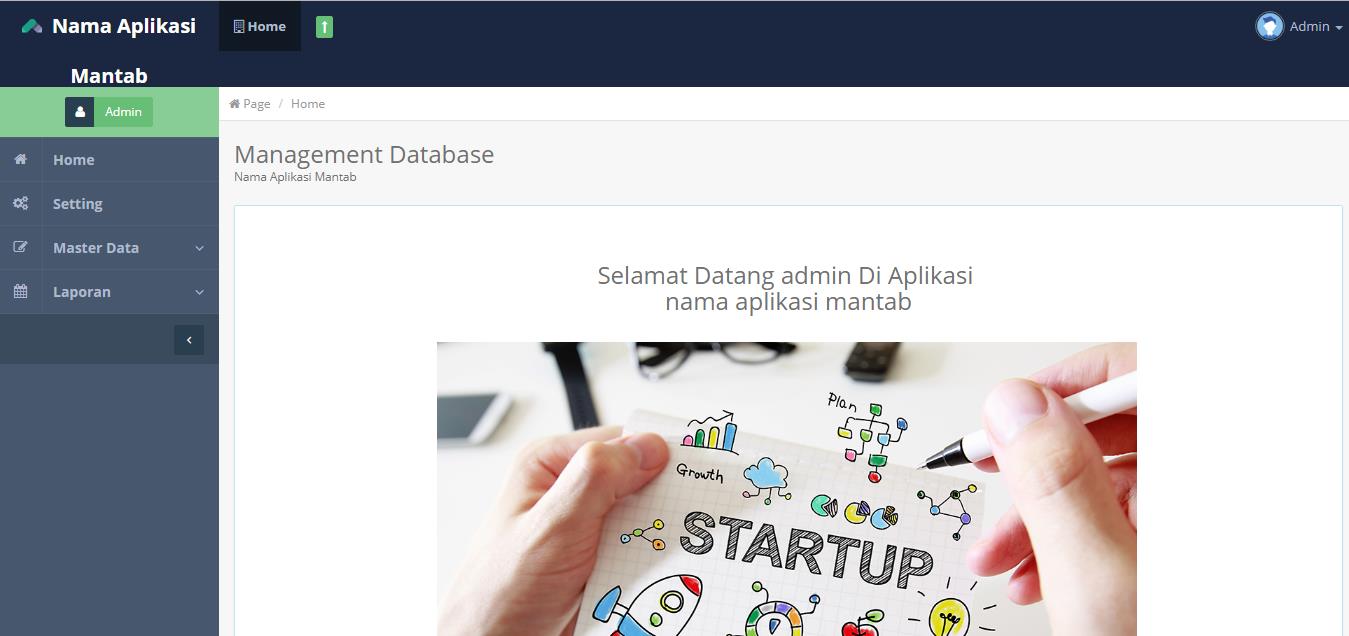 Nama Aplikasi
Mantab
Home
Admin
Admin
Home
Setting
Master Data
Laporan
Page / Home
Management Database
Nama Aplikasi Mantab
Selamat Datang admin Di Aplikasi
nama aplikasi mantab
Plan
Growth
STARTUP